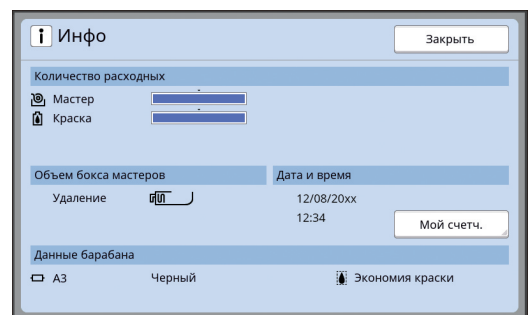 i Инфо
Закрыть
Количество расходных
Мастер
Краска
Объем бокса мастеров
Дата и время
Удаление
12/08/20xx
12:34
Мой счетч.
Данные барабана
A3 Черный Экономия краски